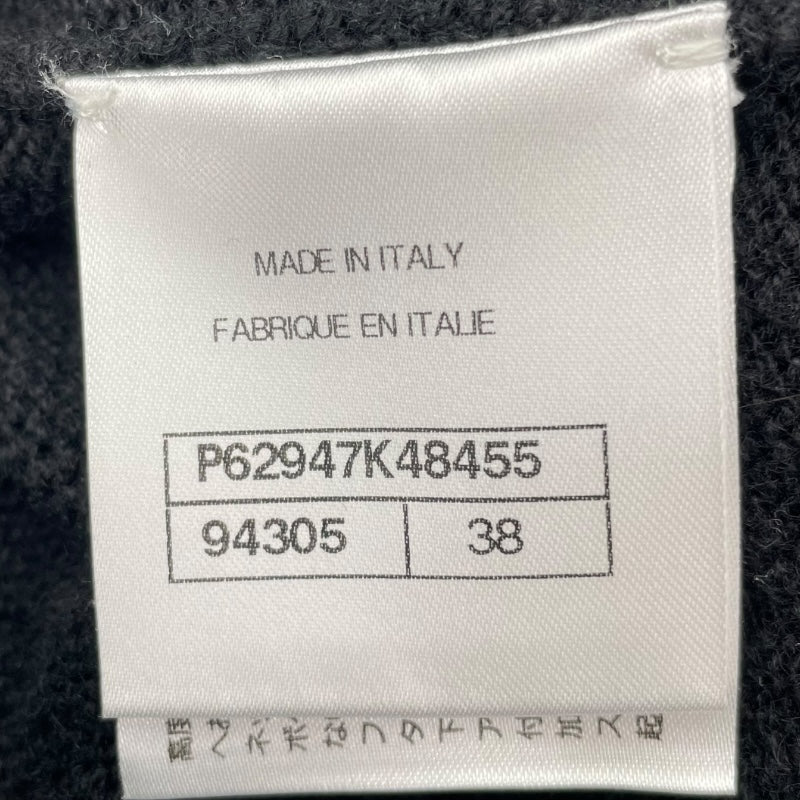 MADE IN ITALY
FABRIQUE EN ITALIE
P62947K48455
94305 38